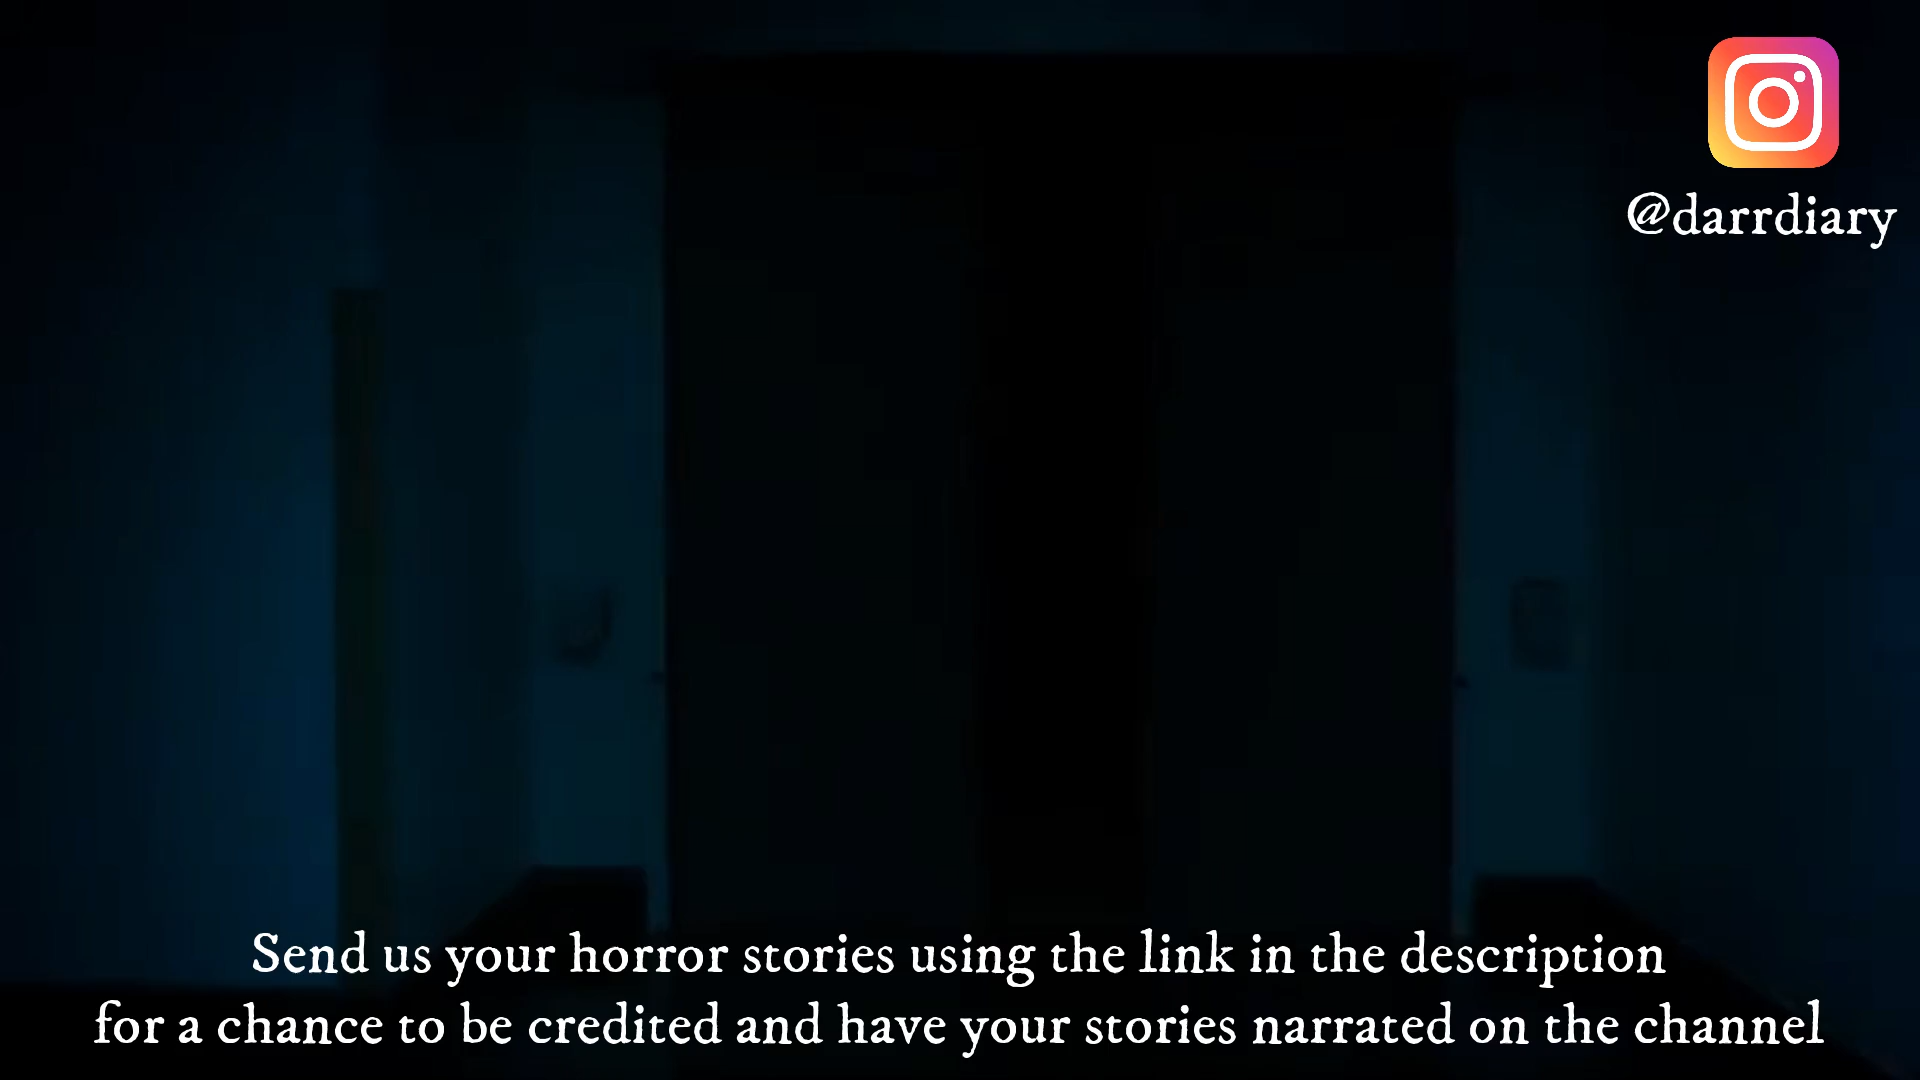 @darrdiary
Send us your horror stories using the link in the description
for a chance to be credited and have your stories narrated on the channel